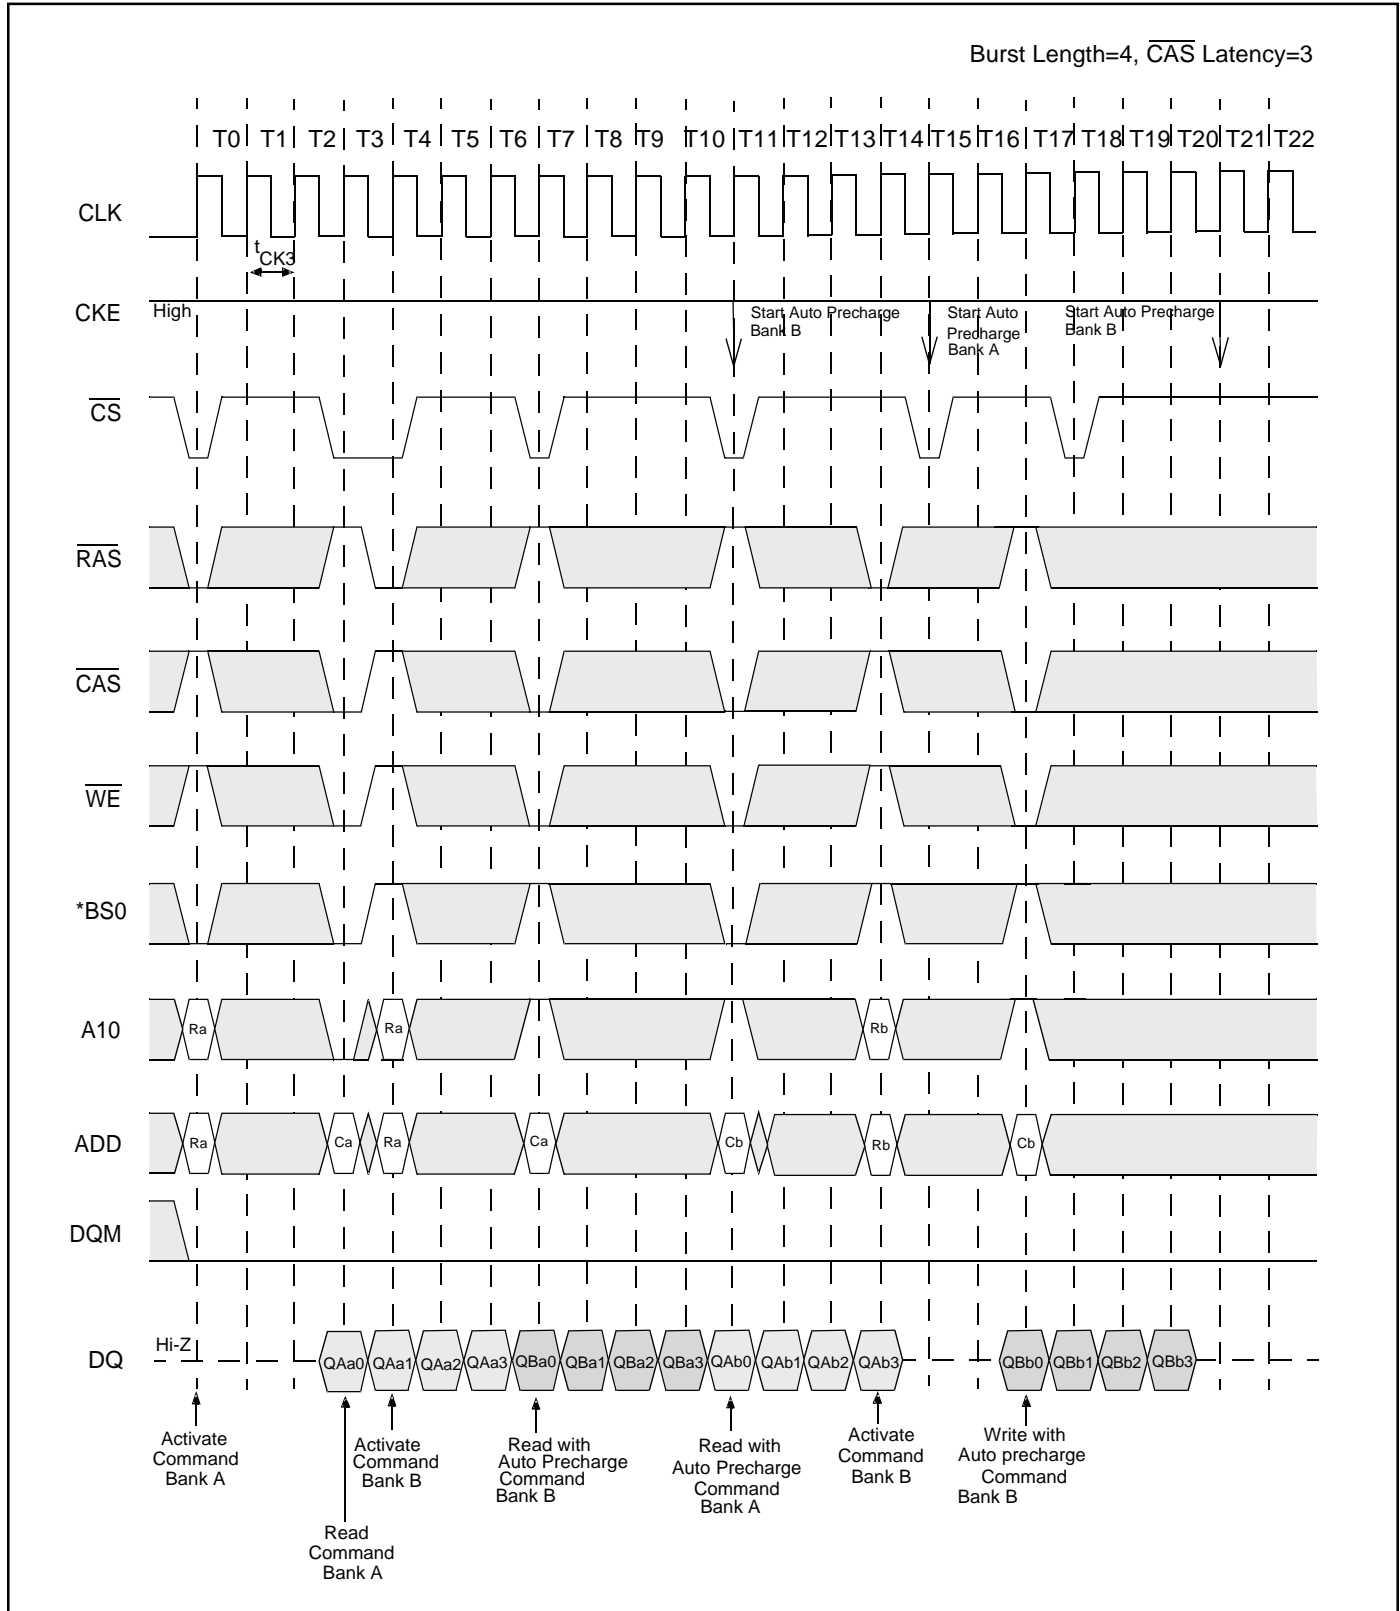 Burst Length=4, CAS Latency=3
T0 T1 T2 T3 T4 T5 T6 T7 T8 T9 T10 T11 T12 T13 T14 T15 T16 T17 T18 T19 T20 T21 T22
CLK
tCK3
CKE
High
Start Auto Precharge
Bank B
Start Auto
Precharge
Bank A
Start Auto Precharge
Bank B
CS
RAS
CAS
WE
*BS0
A10
Ra Ra Rb
ADD
Ra Ca Ra Ca Cb Rb Cb
DQM
DQ
Hi-Z
QAa0 QAa1 QAa2 QAa3 QBa0 QBa1 QBa2 QBa3 QAb0 QAb1 QAb2 QAb3 QBb0 QBb1 QBb2 QBb3
Activate
Command
Bank A
Read
Command
Bank A
Activate
Command
Bank B
Read with
Auto Precharge
Command
Bank B
Read with
Auto Precharge
Command
Bank A
Activate
Command
Bank B
Write with
Auto precharge
Command
Bank B